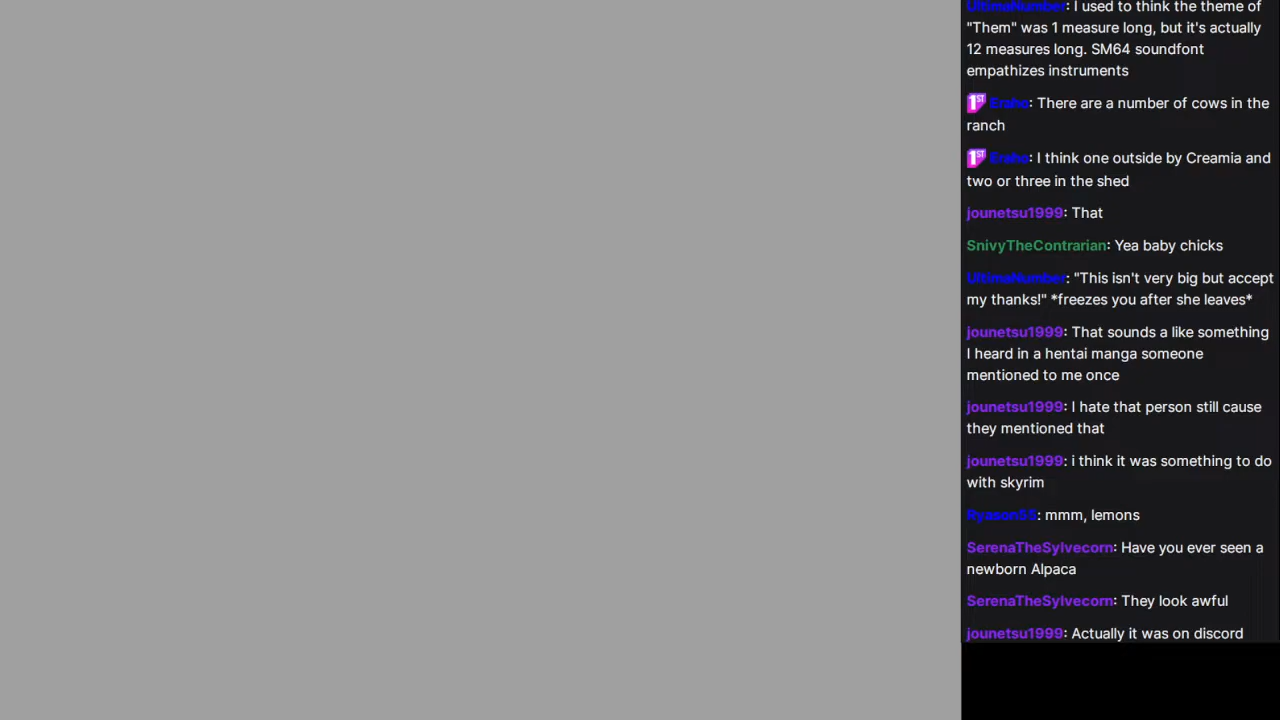 UltimaNumber: I used to think the theme of
"Them" was 1 measure long, but it's actually
12 measures long. SM64 soundfont
empathizes instruments
1ST Eraho: There are a number of cows in the
ranch
1ST Eraho: I think one outside by Creamia and
two or three in the shed
jounetsu1999: That
SnivyTheContrarian: Yea baby chicks
UltimaNumber: "This isn't very big but accept
my thanks!" *freezes you after she leaves*
jounetsu1999: That sounds a like something
I heard in a hentai manga someone
mentioned to me once
jounetsu1999: I hate that person still cause
they mentioned that
jounetsu1999: i think it was something to do
with skyrim
Ryason55: mmm, lemons
SerenaTheSylvecorn: Have you ever seen a
newborn Alpaca
SerenaTheSylvecorn: They look awful
jounetsu1999: Actually it was on discord